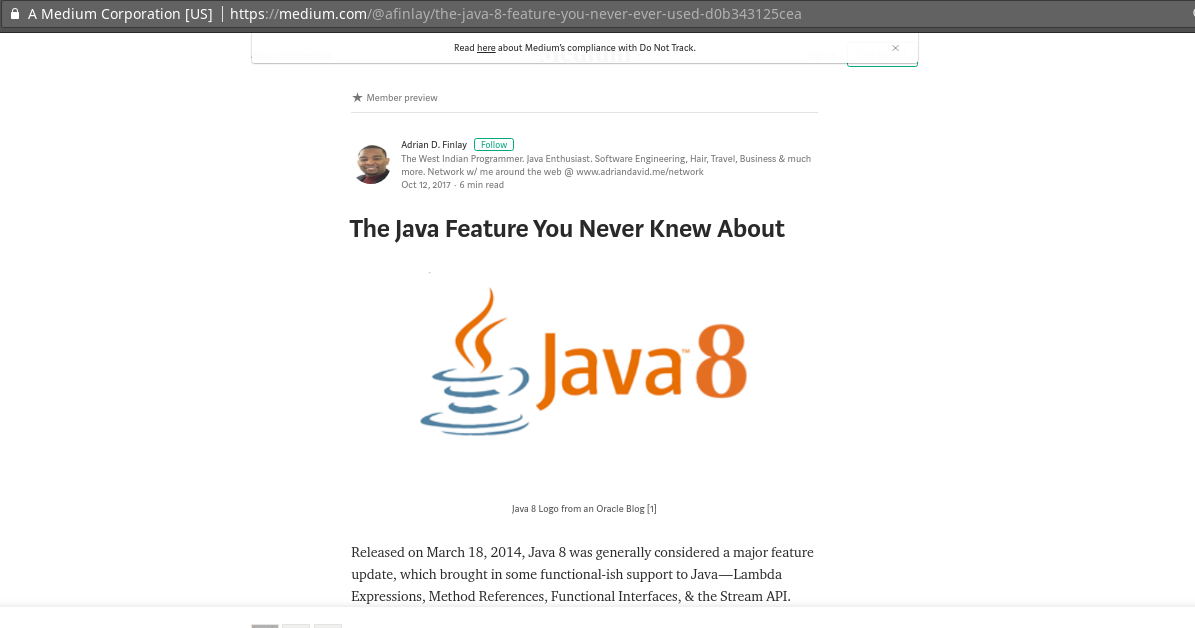 A Medium Corporation [US] https://medium.com/@afinlay/the-java-8-feature-you-never-ever-used-d0b343125cea
Read here about Medium's compliance with Do Not Track.
Member preview
Adrian D. Finlay Follow
The West Indian Programmer. Java Enthusiast. Software Engineering, Hair, Travel, Business & much
more. Network w/ me around the web @ www.adriandavid.me/network
Oct 12, 2017 · 6 min read
The Java Feature You Never Knew About
Java™ 8
Java 8 Logo from an Oracle Blog [1]
Released on March 18, 2014, Java 8 was generally considered a major feature
update, which brought in some functional-ish support to Java—Lambda
Expressions, Method References, Functional Interfaces, & the Stream API.